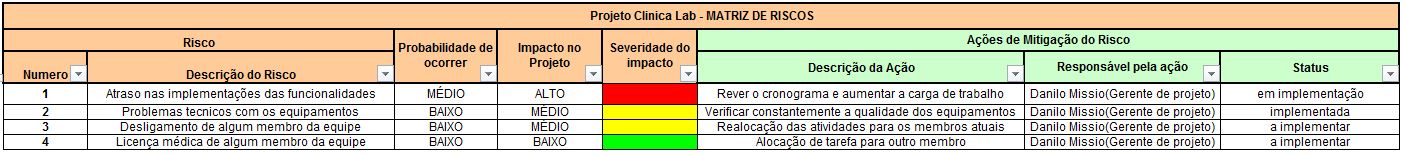 Projeto Clinica Lab - MATRIZ DE RISCOS
Risco Probabilidade de ocorrer Impacto no Projeto Severidade do impacto Ações de Mitigação do Risco
Numero Descrição do Risco Descrição da Ação Responsável pela ação Status
1 Atraso nas implementações das funcionalidades MÉDIO ALTO Rever o cronograma e aumentar a carga de trabalho Danilo Missio(Gerente de projeto) em implementação
2 Problemas tecnicos com os equipamentos BAIXO MÉDIO Verificar constantemente a qualidade dos equipamentos Danilo Missio(Gerente de projeto) implementada
3 Desligamento de algum membro da equipe BAIXO MÉDIO Realocação das atividades para os membros atuais Danilo Missio(Gerente de projeto) a implementar
4 Licença médica de algum membro da equipe BAIXO BAIXO Alocação de tarefa para outro membro Danilo Missio(Gerente de projeto) a implementar